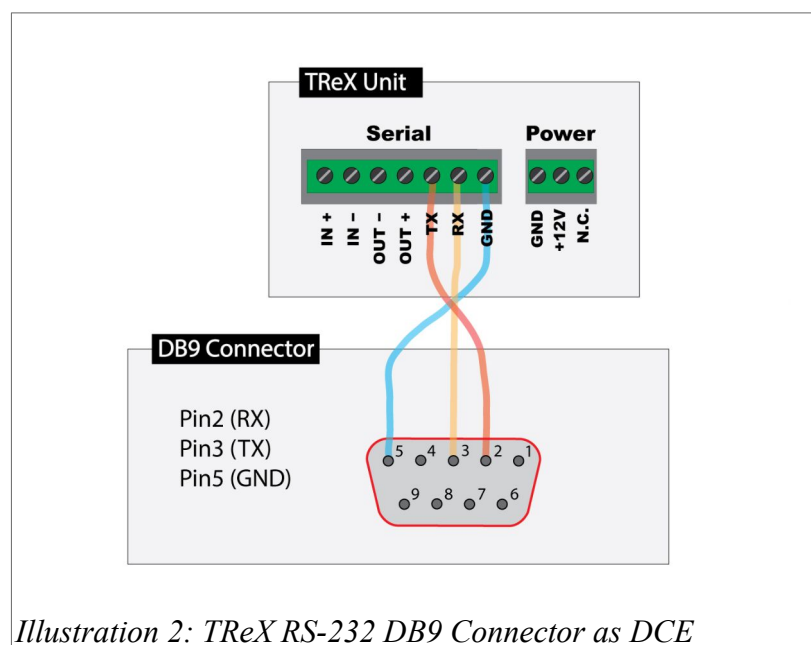 TReX Unit
Serial
Power
IN +
IN -
OUT -
OUT +
TX
RX
GND
GND
+12V
N.C.
DB9 Connector
Pin2 (RX)
Pin3 (TX)
Pin5 (GND)
5 4 3 2 1
9 8 7 6
Illustration 2: TReX RS-232 DB9 Connector as DCE